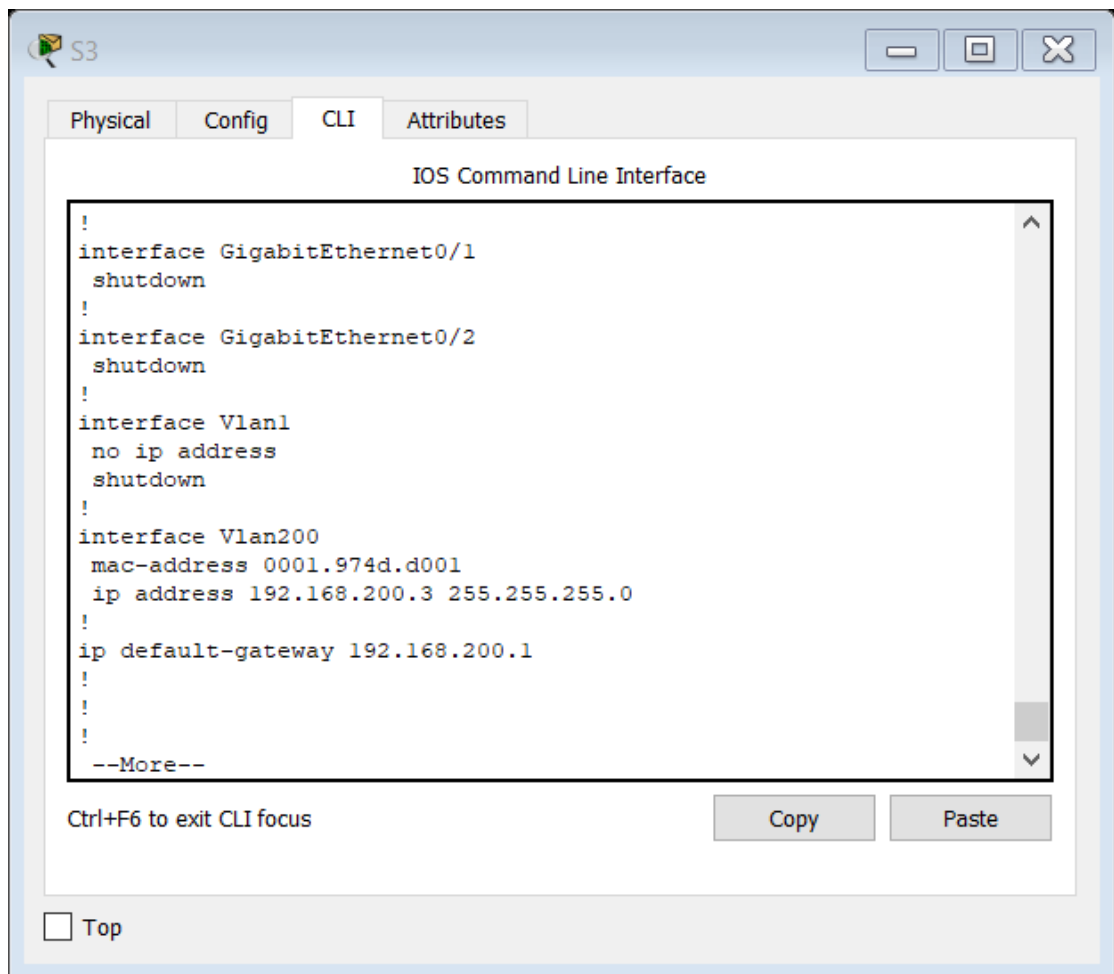 S3
Physical Config CLI Attributes
IOS Command Line Interface
!
interface GigabitEthernet0/1
 shutdown
!
interface GigabitEthernet0/2
 shutdown
!
interface Vlan1
 no ip address
 shutdown
!
interface Vlan200
 mac-address 0001.974d.d001
 ip address 192.168.200.3 255.255.255.0
!
ip default-gateway 192.168.200.1
!
!
!
 --More--
Ctrl+F6 to exit CLI focus
Copy Paste
Top